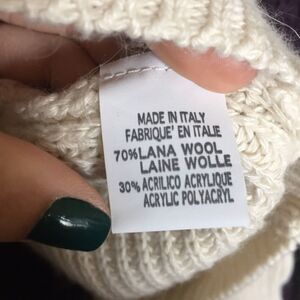 MADE IN ITALY
FABRIQUE' EN ITALIE
70% LANA WOOL
LAINE WOLLE
30% ACRILICO ACRYLIQUE
ACRYLIC POLYACRYL